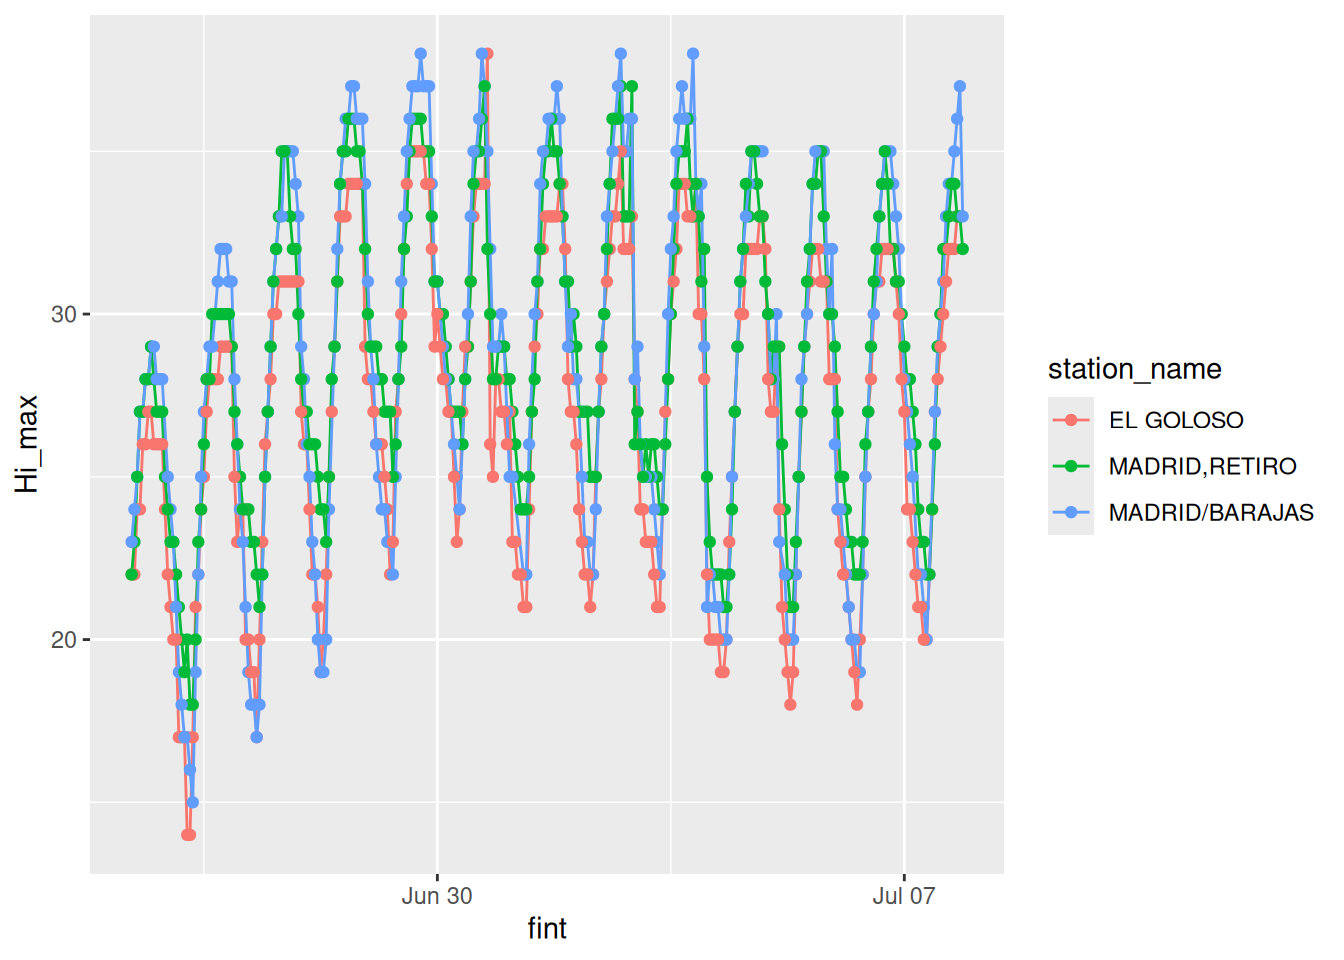 Hi_max
30
20
Jun 30
Jul 07
fint
station_name
EL GOLOSO
MADRID,RETIRO
MADRID/BARAJAS